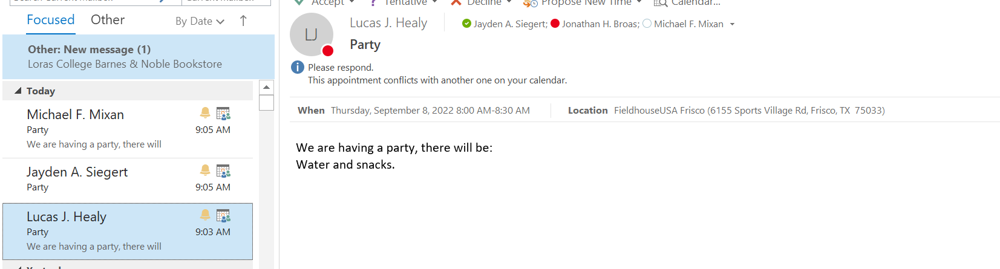 Accept
Tentative
Decline
Propose New Time
Calendar...
Focused Other By Date
Other: New message (1)
Loras College Barnes & Noble Bookstore
Today
Michael F. Mixan
Party 9:05 AM
We are having a party, there will
Jayden A. Siegert
Party 9:05 AM
Lucas J. Healy
Party 9:03 AM
We are having a party, there will
LJ
Lucas J. Healy
Jayden A. Siegert; Jonathan H. Broas; Michael F. Mixan
Party
Please respond.
This appointment conflicts with another one on your calendar.
When Thursday, September 8, 2022 8:00 AM-8:30 AM
Location FieldhouseUSA Frisco (6155 Sports Village Rd, Frisco, TX 75033)
We are having a party, there will be:
Water and snacks.